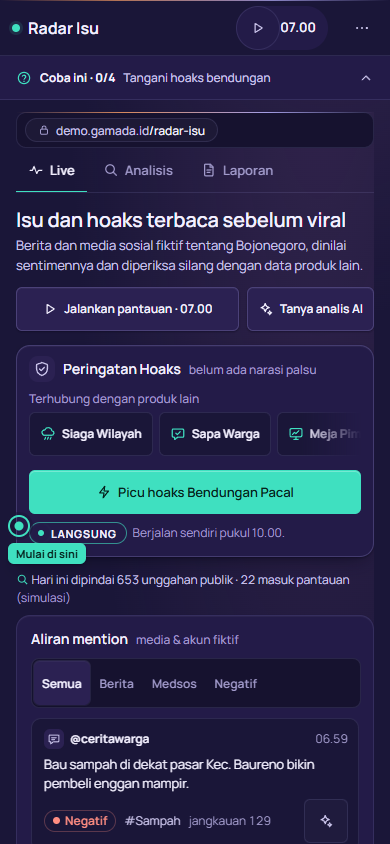 Radar Isu
07.00
Coba ini · 0/4 Tangani hoaks bendungan
demo.gamada.id/radar-isu
Live
Analisis
Laporan
Isu dan hoaks terbaca sebelum viral
Berita dan media sosial fiktif tentang Bojonegoro, dinilai
sentimennya dan diperiksa silang dengan data produk lain.
Jalankan pantauan · 07.00
Tanya analis AI
Peringatan Hoaks belum ada narasi palsu
Terhubung dengan produk lain
Siaga Wilayah
Sapa Warga
Meja
Picu hoaks Bendungan Pacal
LANGSUNG Berjalan sendiri pukul 10.00.
Mulai di sini
Hari ini dipindai 653 unggahan publik · 22 masuk pantauan
(simulasi)
Aliran mention media & akun fiktif
Semua
Berita
Medsos
Negatif
@ceritawarga
06.59
Bau sampah di dekat pasar Kec. Baureno bikin
pembeli enggan mampir.
Negatif #Sampah jangkauan 129